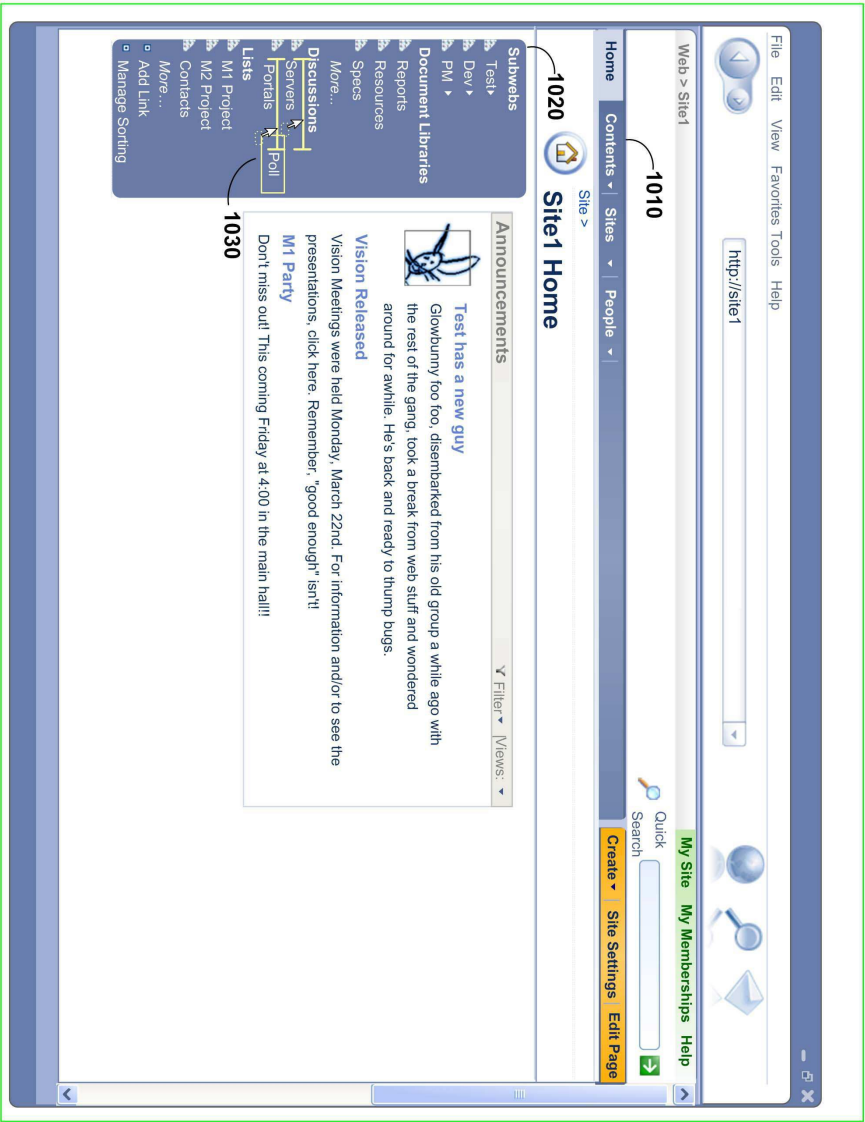 File Edit View Favorites Tools Help
http://site1
Web > Site1
My Site My Memberships Help
Quick
Search
1010
Home Contents Sites People
Create Site Settings Edit Page
1020
Site >
Site1 Home
Subwebs
Test
Dev
PM
Document Libraries
Reports
Resources
Specs
More...
Discussions
Servers
Portals
Poll
Lists
M1 Project
M2 Project
Contacts
More...
Add Link
Manage Sorting
1030
Announcements
Filter |Views:
Test has a new guy
Glowbunny foo foo, disembarked from his old group a while ago with
the rest of the gang, took a break from web stuff and wondered
around for awhile. He's back and ready to thump bugs.
Vision Released
Vision Meetings were held Monday, March 22nd. For information and/or to see the
presentations, click here. Remember, "good enough" isn't!
M1 Party
Don't miss out! This coming Friday at 4:00 in the main hall!!